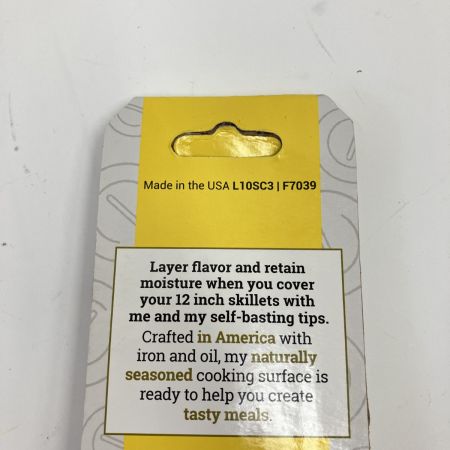 Made in the USA L10SC3 | F7039
Layer flavor and retain
moisture when you cover
your 12 inch skillets with
me and my self-basting tips.
Crafted in America with
iron and oil, my naturally
seasoned cooking surface is
ready to help you create
tasty meals.